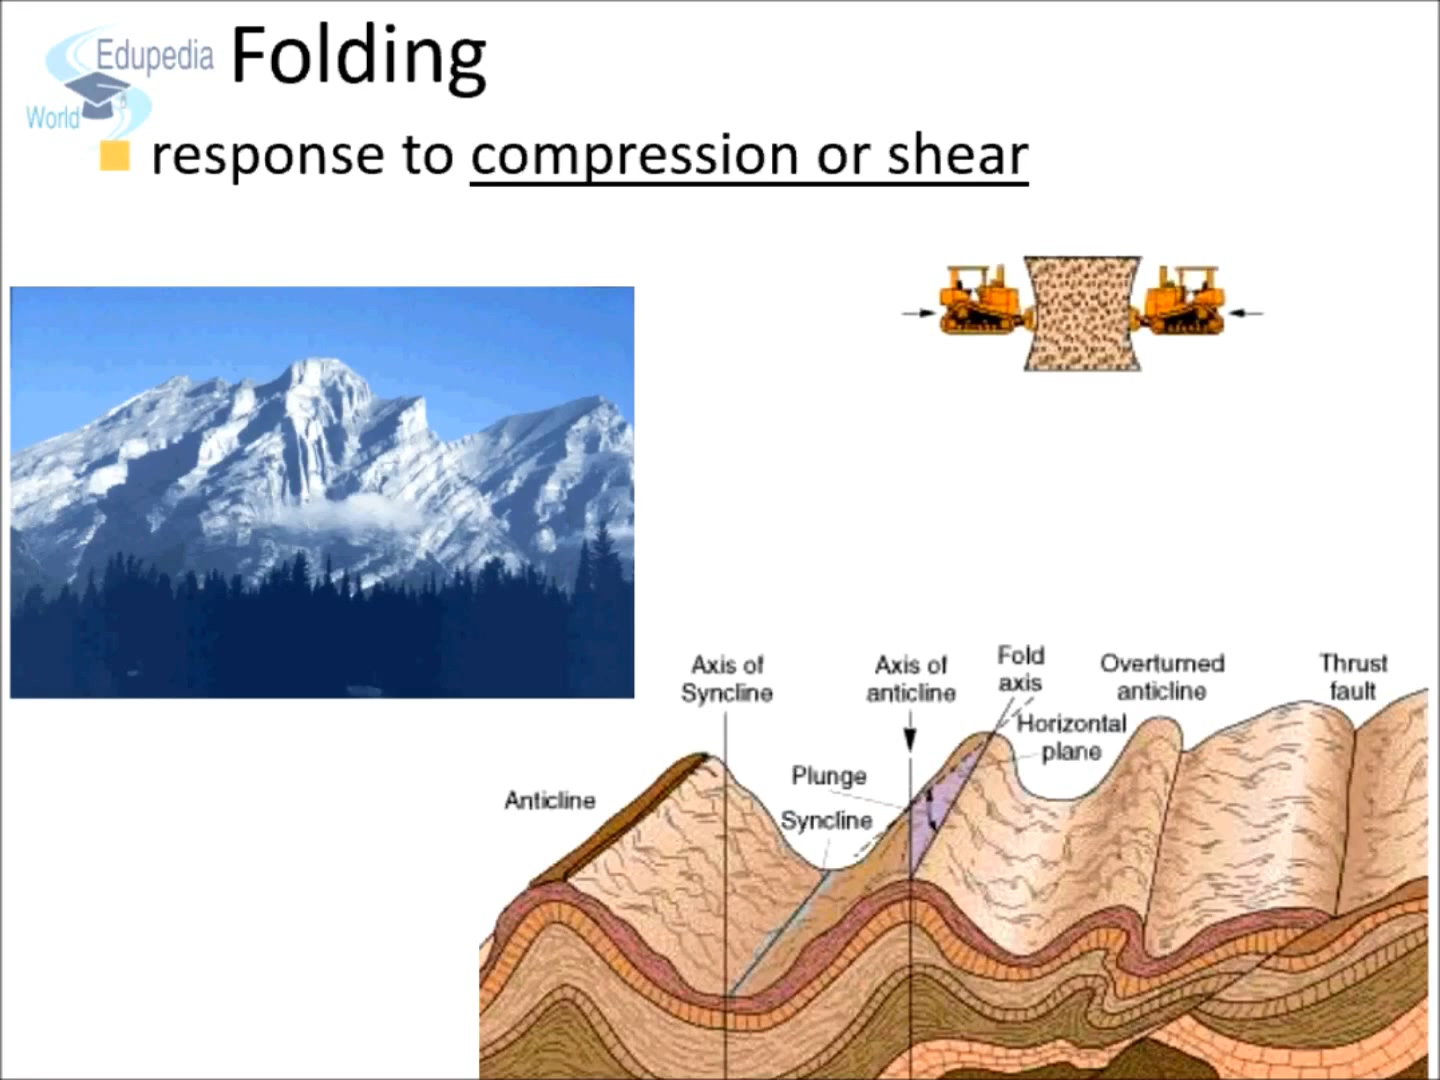 Edupedia
World
Folding
response to compression or shear
Axis of
Syncline
Axis of
anticline
Fold
axis
Overturned
anticline
Thrust
fault
Horizontal
plane
Plunge
Anticline
Syncline